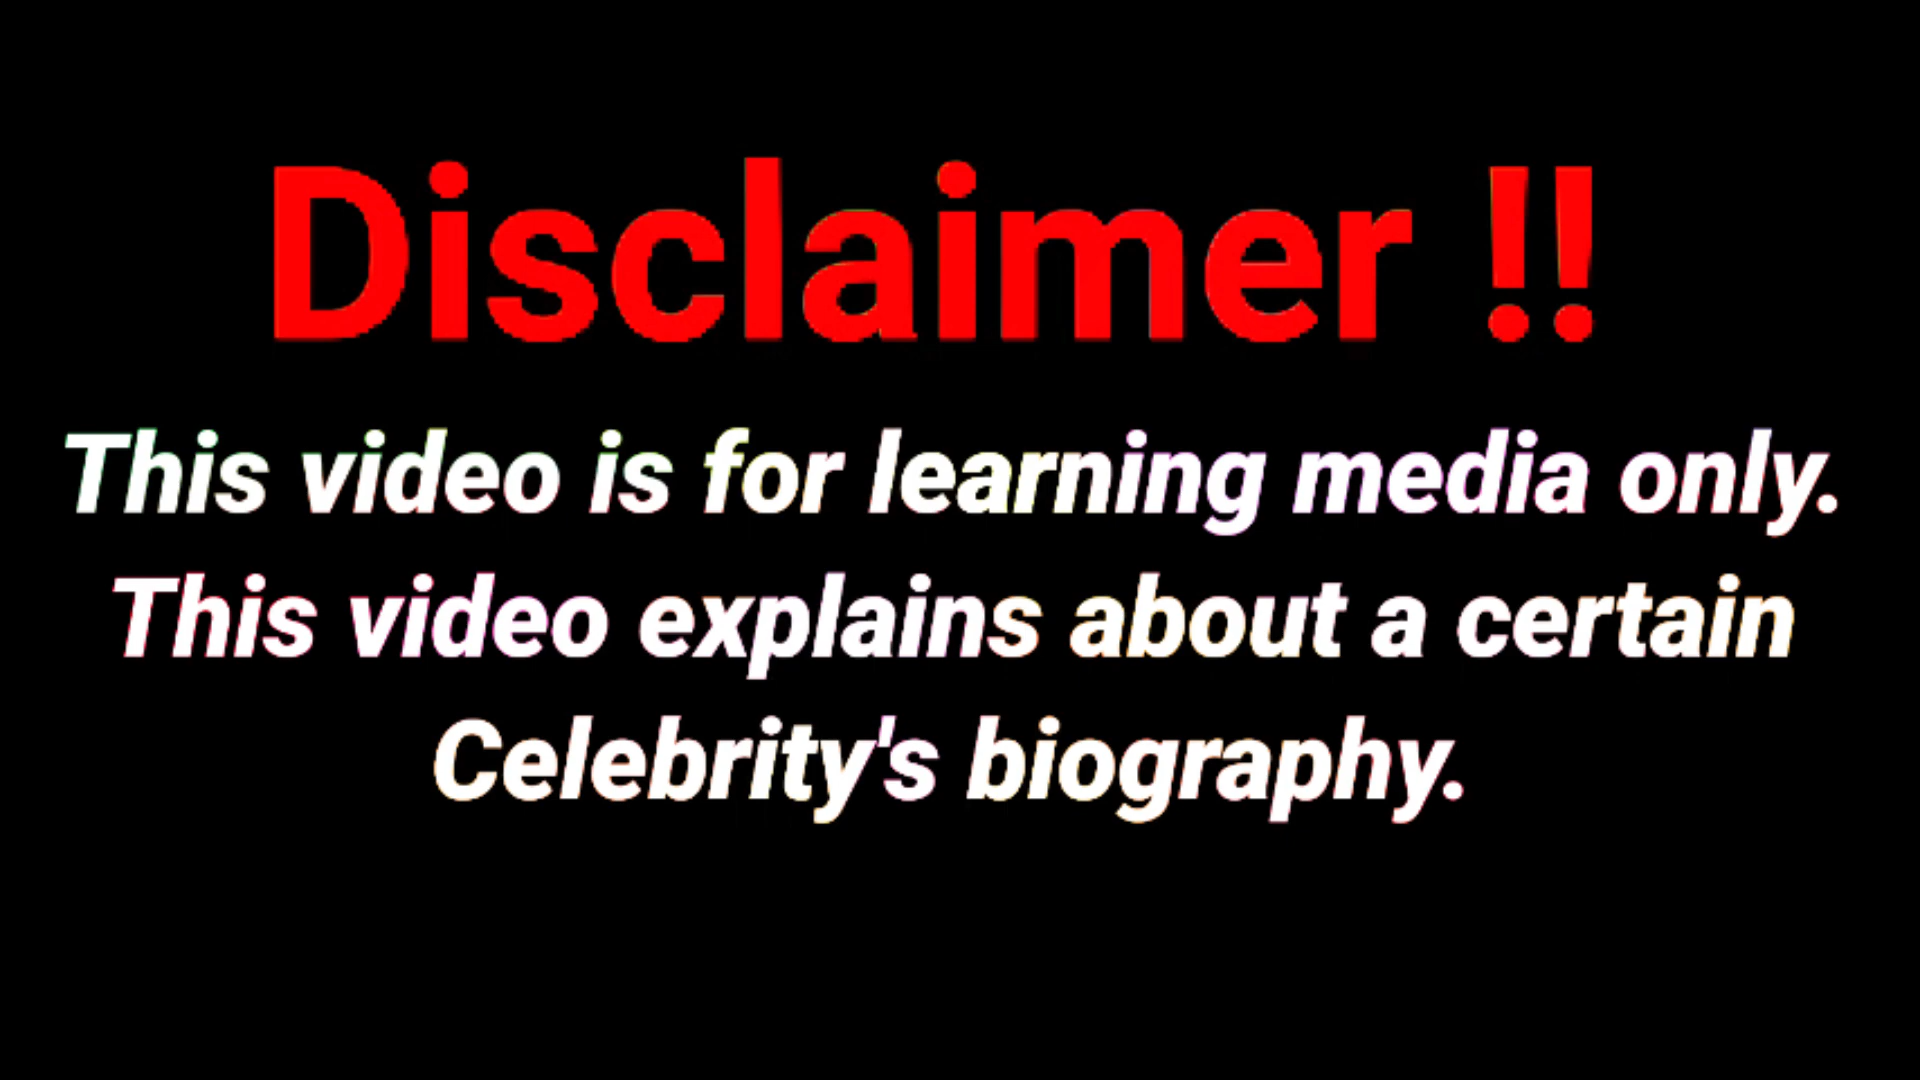 Disclaimer !!
This video is for learning media only.
This video explains about a certain
Celebrity's biography.